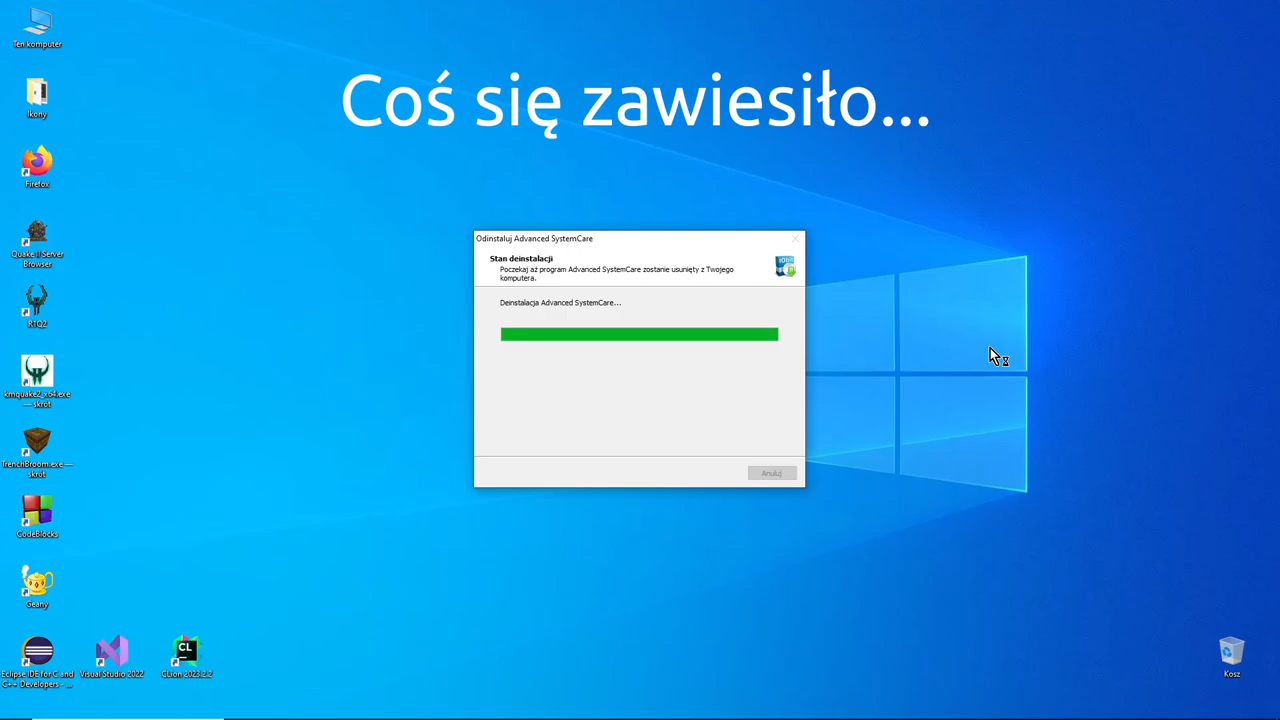 Ten komputer
Ikony
Firefox
Quake II Server
Browser
R1Q2
kmquake2_x64.exe
— skrót
TrenchBroom.exe —
skrót
CodeBlocks
Geany
Eclipse IDE for C and
C++ Developers - ...
Visual Studio 2022
CLion 2023.2.2
Coś się zawiesiło...
Odinstaluj Advanced SystemCare
Stan deinstalacji
Poczekaj aż program Advanced SystemCare zostanie usunięty z Twojego
komputera.
Deinstalacja Advanced SystemCare...
Anuluj
Kosz